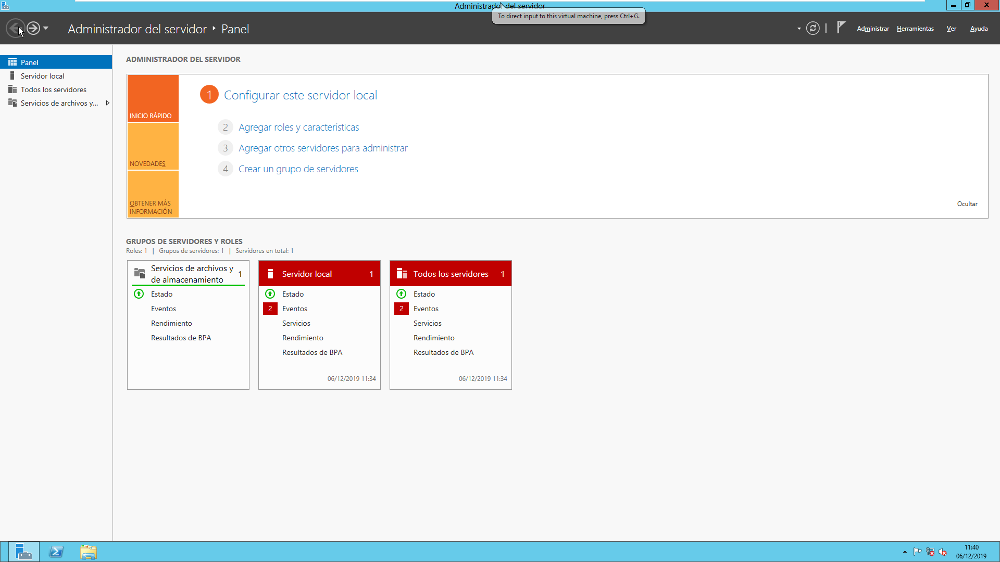 Administrador del servidor
To direct input to this virtual machine, press Ctrl+G.
Administrador del servidor ‣ Panel
Administrar Herramientas Ver Ayuda
Panel
Servidor local
Todos los servidores
Servicios de archivos y...
ADMINISTRADOR DEL SERVIDOR
INICIO RÁPIDO
NOVEDADES
OBTENER MÁS
INFORMACIÓN
1 Configurar este servidor local
2 Agregar roles y características
3 Agregar otros servidores para administrar
4 Crear un grupo de servidores
Ocultar
GRUPOS DE SERVIDORES Y ROLES
Roles: 1 | Grupos de servidores: 1 | Servidores en total: 1
Servicios de archivos y
de almacenamiento 1
Estado
Eventos
Rendimiento
Resultados de BPA
Servidor local 1
Estado
2 Eventos
Servicios
Rendimiento
Resultados de BPA
06/12/2019 11:34
Todos los servidores 1
Estado
2 Eventos
Servicios
Rendimiento
Resultados de BPA
06/12/2019 11:34
11:40
06/12/2019